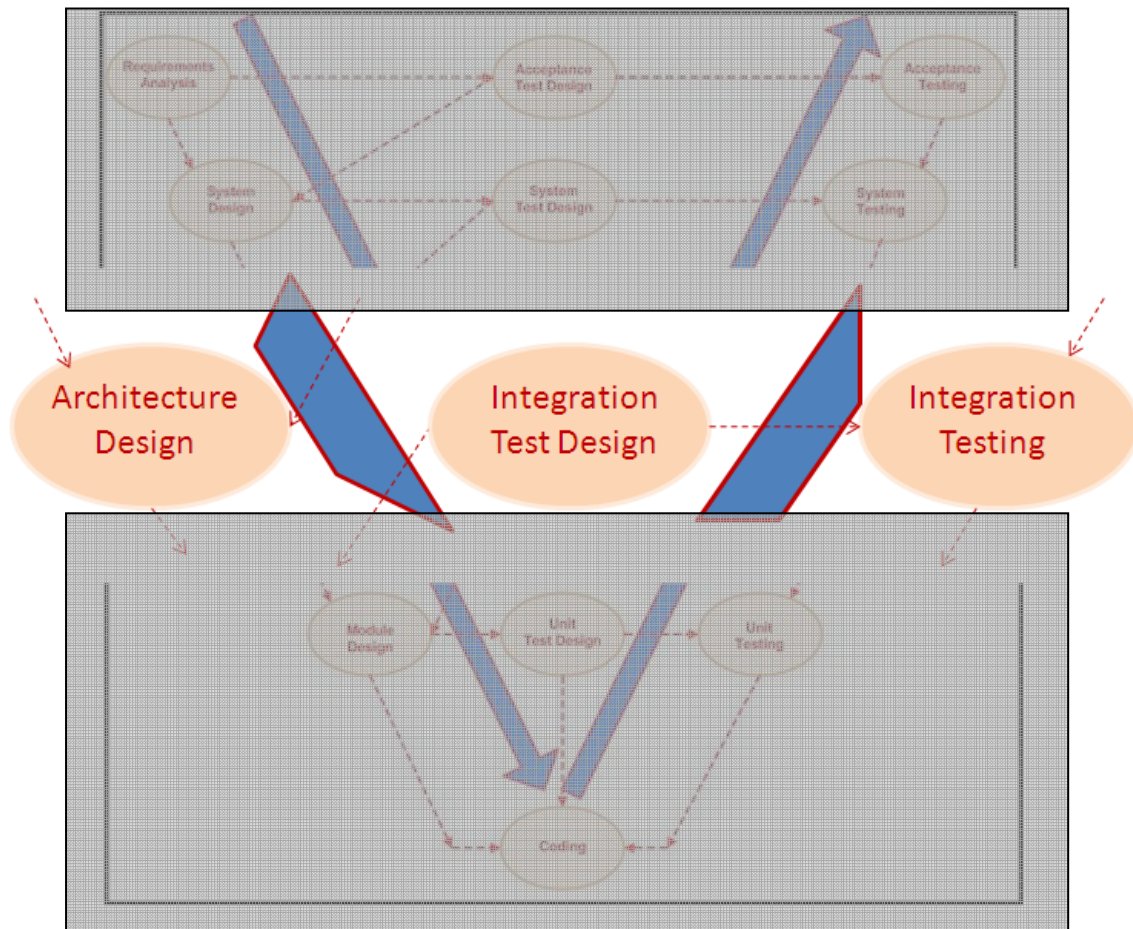 Requirements
Analysis
Acceptance
Test Design
Acceptance
Testing
System
Design
System
Test Design
System
Testing
Architecture
Design
Integration
Test Design
Integration
Testing
Module
Design
Unit
Test Design
Unit
Testing
Coding